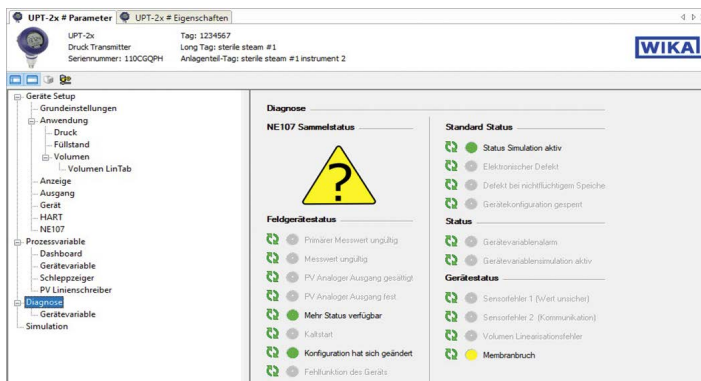 UPT-2x # Parameter
UPT-2x # Eigenschaften
UPT-2x
Druck Transmitter
Seriennummer: 110CGQPH
Tag: 1234567
Long Tag: sterile steam #1
Anlagenteil-Tag: sterile steam #1 instrument 2
WIKAI
Geräte Setup
Grundeinstellungen
Anwendung
Druck
Füllstand
Volumen
Volumen LinTab
Anzeige
Ausgang
Gerät
HART
NE107
Prozessvariable
Dashboard
Gerätevariable
Schleppzeiger
PV Linienschreiber
Diagnose
Gerätevariable
Simulation
Diagnose
NE107 Sammelstatus
?
Feldgerätestatus
Primärer Messwert ungültig
Messwert ungültig
PV Analoger Ausgang gesättigt
PV Analoger Ausgang fest
Mehr Status verfügbar
Kaltstart
Konfiguration hat sich geändert
Fehlfunktion des Geräts
Standard Status
Status Simulation aktiv
Elektronischer Defekt
Defekt bei nichtflüchtigem Speiche
Gerätekonfiguration gesperrt
Status
Gerätevariablenalarm
Gerätevariablensimulation aktiv
Gerätestatus
Sensorfehler 1 (Wert unsicher)
Sensorfehler 2 (Kommunikation)
Volumen Linearisationsfehler
Membranbruch